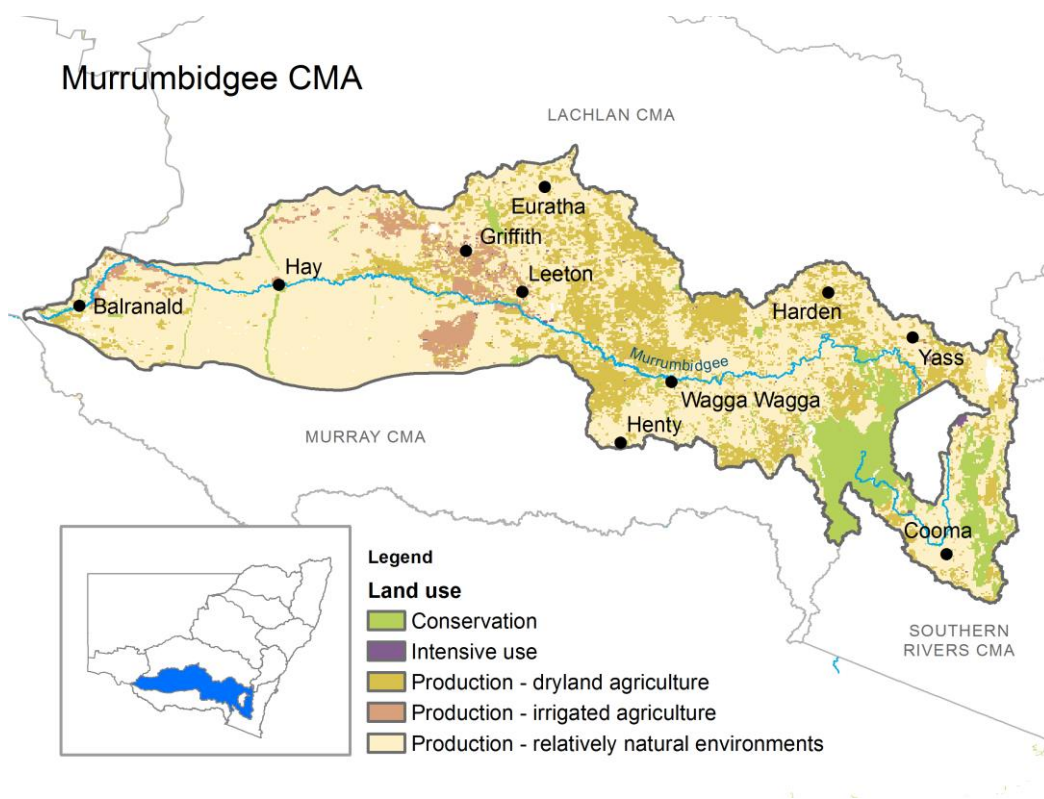 Murrumbidgee CMA
LACHLAN CMA
Euratha
Griffith
Hay
Leeton
Balranald
Harden
Yass
Murrumbidgee
Wagga Wagga
Henty
MURRAY CMA
Cooma
SOUTHERN
RIVERS CMA
Legend
Land use
Conservation
Intensive use
Production - dryland agriculture
Production - irrigated agriculture
Production - relatively natural environments